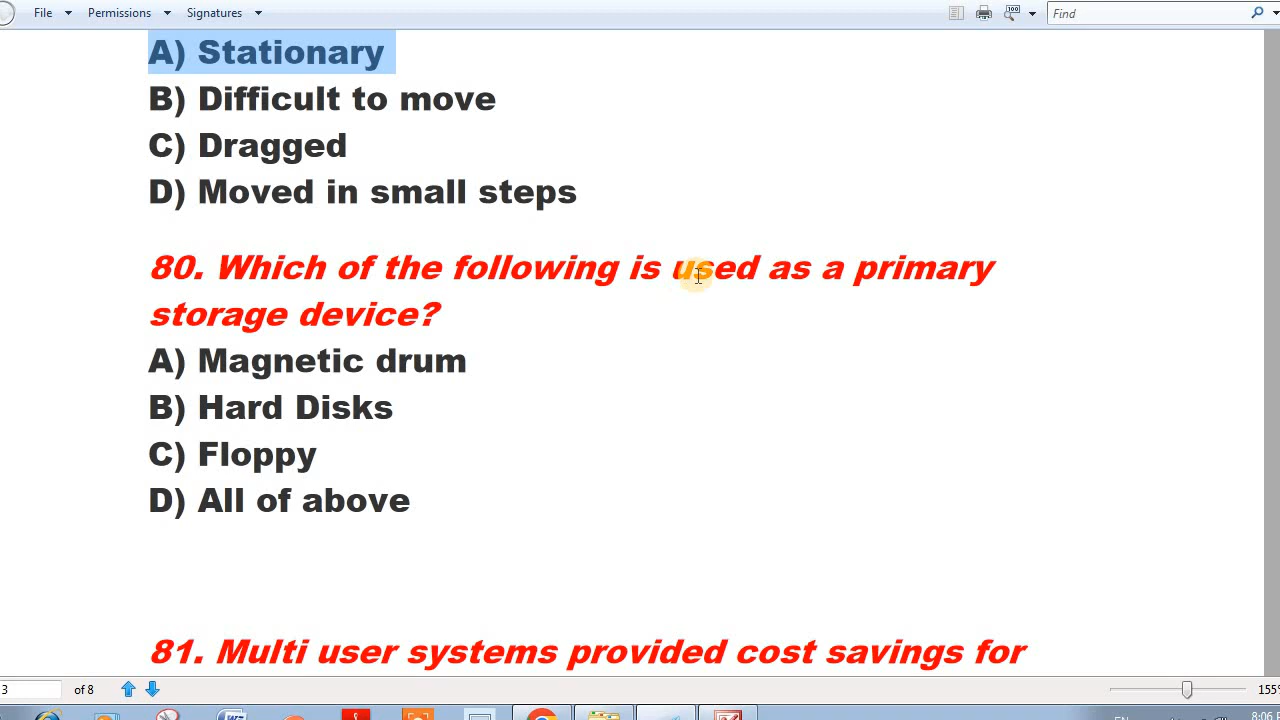 File Permissions Signatures Find
A) Stationary
B) Difficult to move
C) Dragged
D) Moved in small steps
80. Which of the following is used as a primary
storage device?
A) Magnetic drum
B) Hard Disks
C) Floppy
D) All of above
81. Multi user systems provided cost savings for
3 of 8 155%